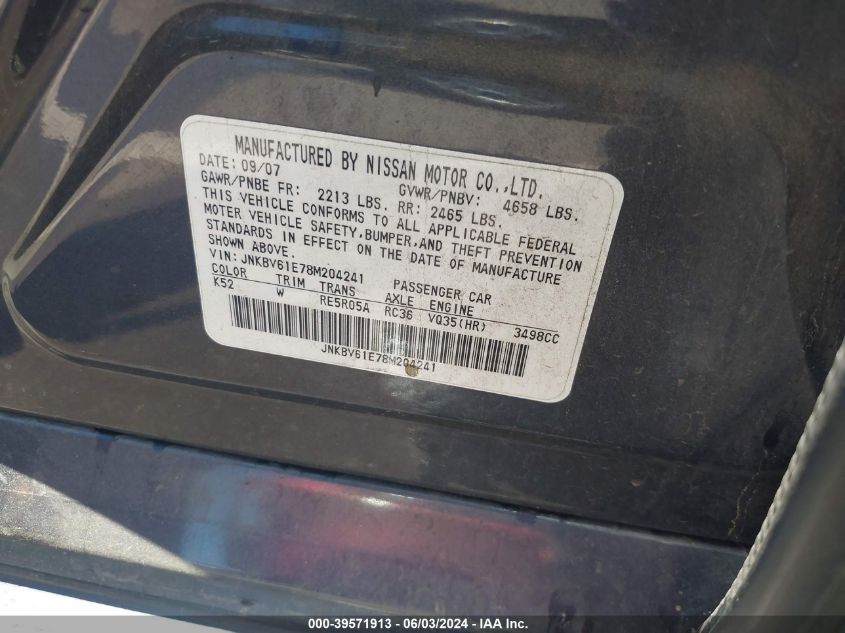 MANUFACTURED BY NISSAN MOTOR CO.,LTD.
DATE: 09/07 GVWR/PNBV: 4658 LBS.
GAWR/PNBE FR: 2213 LBS. RR: 2465 LBS.
THIS VEHICLE CONFORMS TO ALL APPLICABLE FEDERAL
MOTER VEHICLE SAFETY,BUMPER,AND THEFT PREVENTION
STANDARDS IN EFFECT ON THE DATE OF MANUFACTURE
SHOWN ABOVE.
VIN: JNKBV61E78M204241 PASSENGER CAR
COLOR TRIM TRANS AXLE ENGINE
K52 W RE5R05A RC36 VQ35(HR) 3498CC
JNKBV61E78M204241
000-39571913 - 06/03/2024 - IAA Inc.